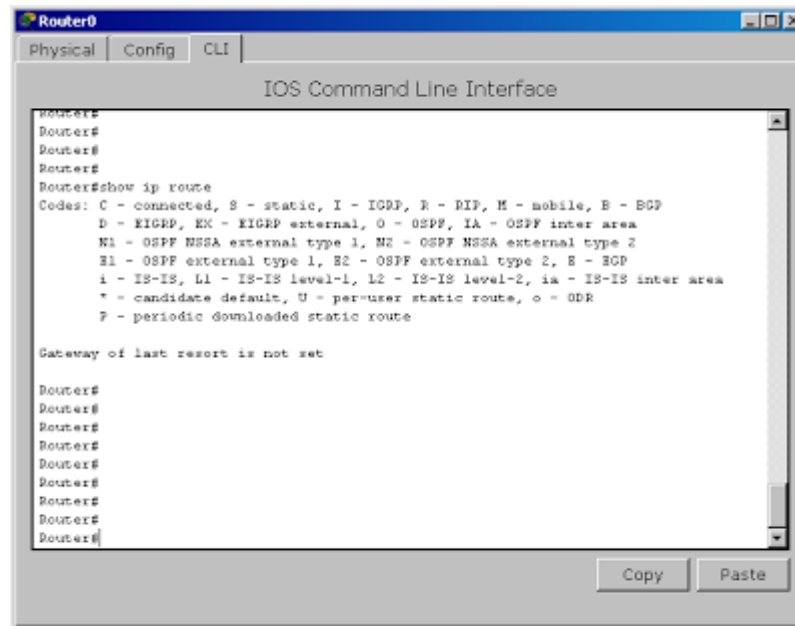 Router0
Physical Config CLI
IOS Command Line Interface
Router#
Router#
Router#
Router#
Router#show ip route
Codes: C - connected, S - static, I - IGRP, R - RIP, M - mobile, B - BGP
D - EIGRP, EX - EIGRP external, O - OSPF, IA - OSPF inter area
N1 - OSPF NSSA external type 1, N2 - OSPF NSSA external type 2
E1 - OSPF external type 1, E2 - OSPF external type 2, E - EGP
i - IS-IS, L1 - IS-IS level-1, L2 - IS-IS level-2, ia - IS-IS inter area
* - candidate default, U - per-user static route, o - ODR
P - periodic downloaded static route
Gateway of last resort is not set
Router#
Router#
Router#
Router#
Router#
Router#
Router#
Router#
Router#
Copy Paste